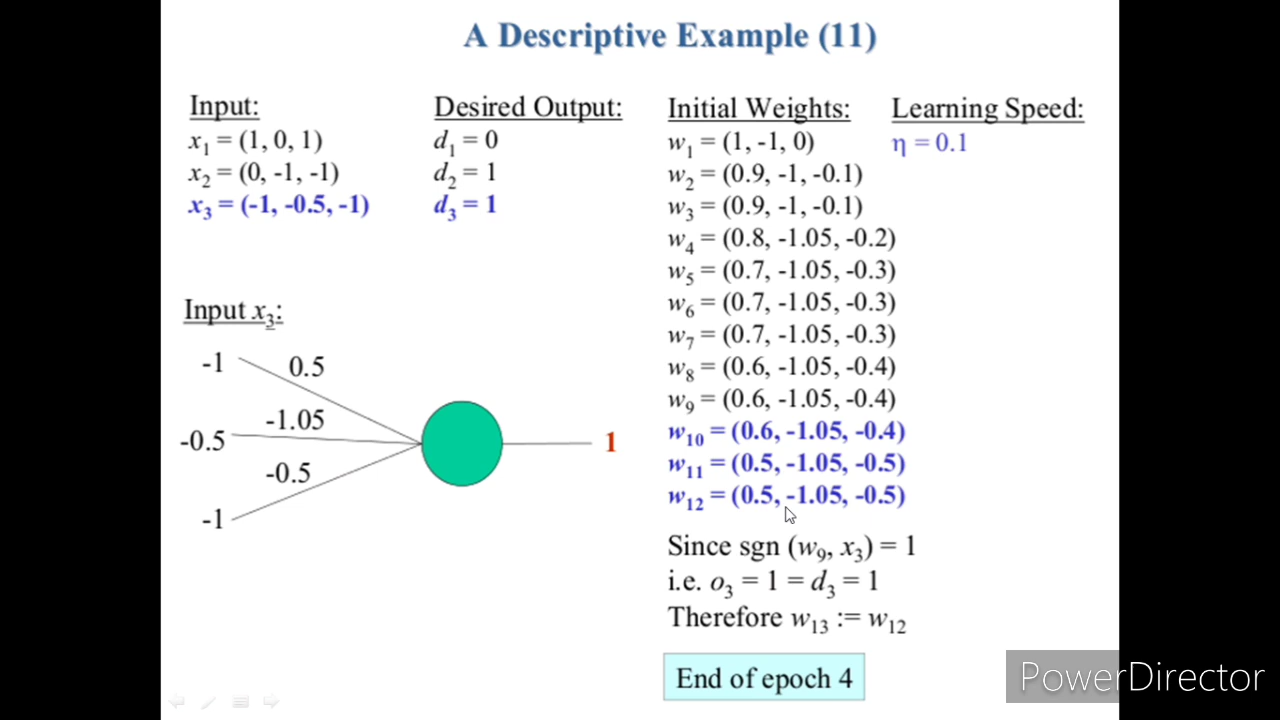 A Descriptive Example (11)
Input:
x1 = (1, 0, 1)
x2 = (0, -1, -1)
x3 = (-1, -0.5, -1)
Desired Output:
d1 = 0
d2 = 1
d3 = 1
Initial Weights:
w1 = (1, -1, 0)
w2 = (0.9, -1, -0.1)
w3 = (0.9, -1, -0.1)
w4 = (0.8, -1.05, -0.2)
w5 = (0.7, -1.05, -0.3)
w6 = (0.7, -1.05, -0.3)
w7 = (0.7, -1.05, -0.3)
w8 = (0.6, -1.05, -0.4)
w9 = (0.6, -1.05, -0.4)
w10 = (0.6, -1.05, -0.4)
w11 = (0.5, -1.05, -0.5)
w12 = (0.5, -1.05, -0.5)
Learning Speed:
η = 0.1
Input x3:
-1
0.5
-1.05
-0.5
-0.5
-1
1
Since sgn (w9, x3) = 1
i.e. o3 = 1 = d3 = 1
Therefore w13 := w12
End of epoch 4
PowerDirector